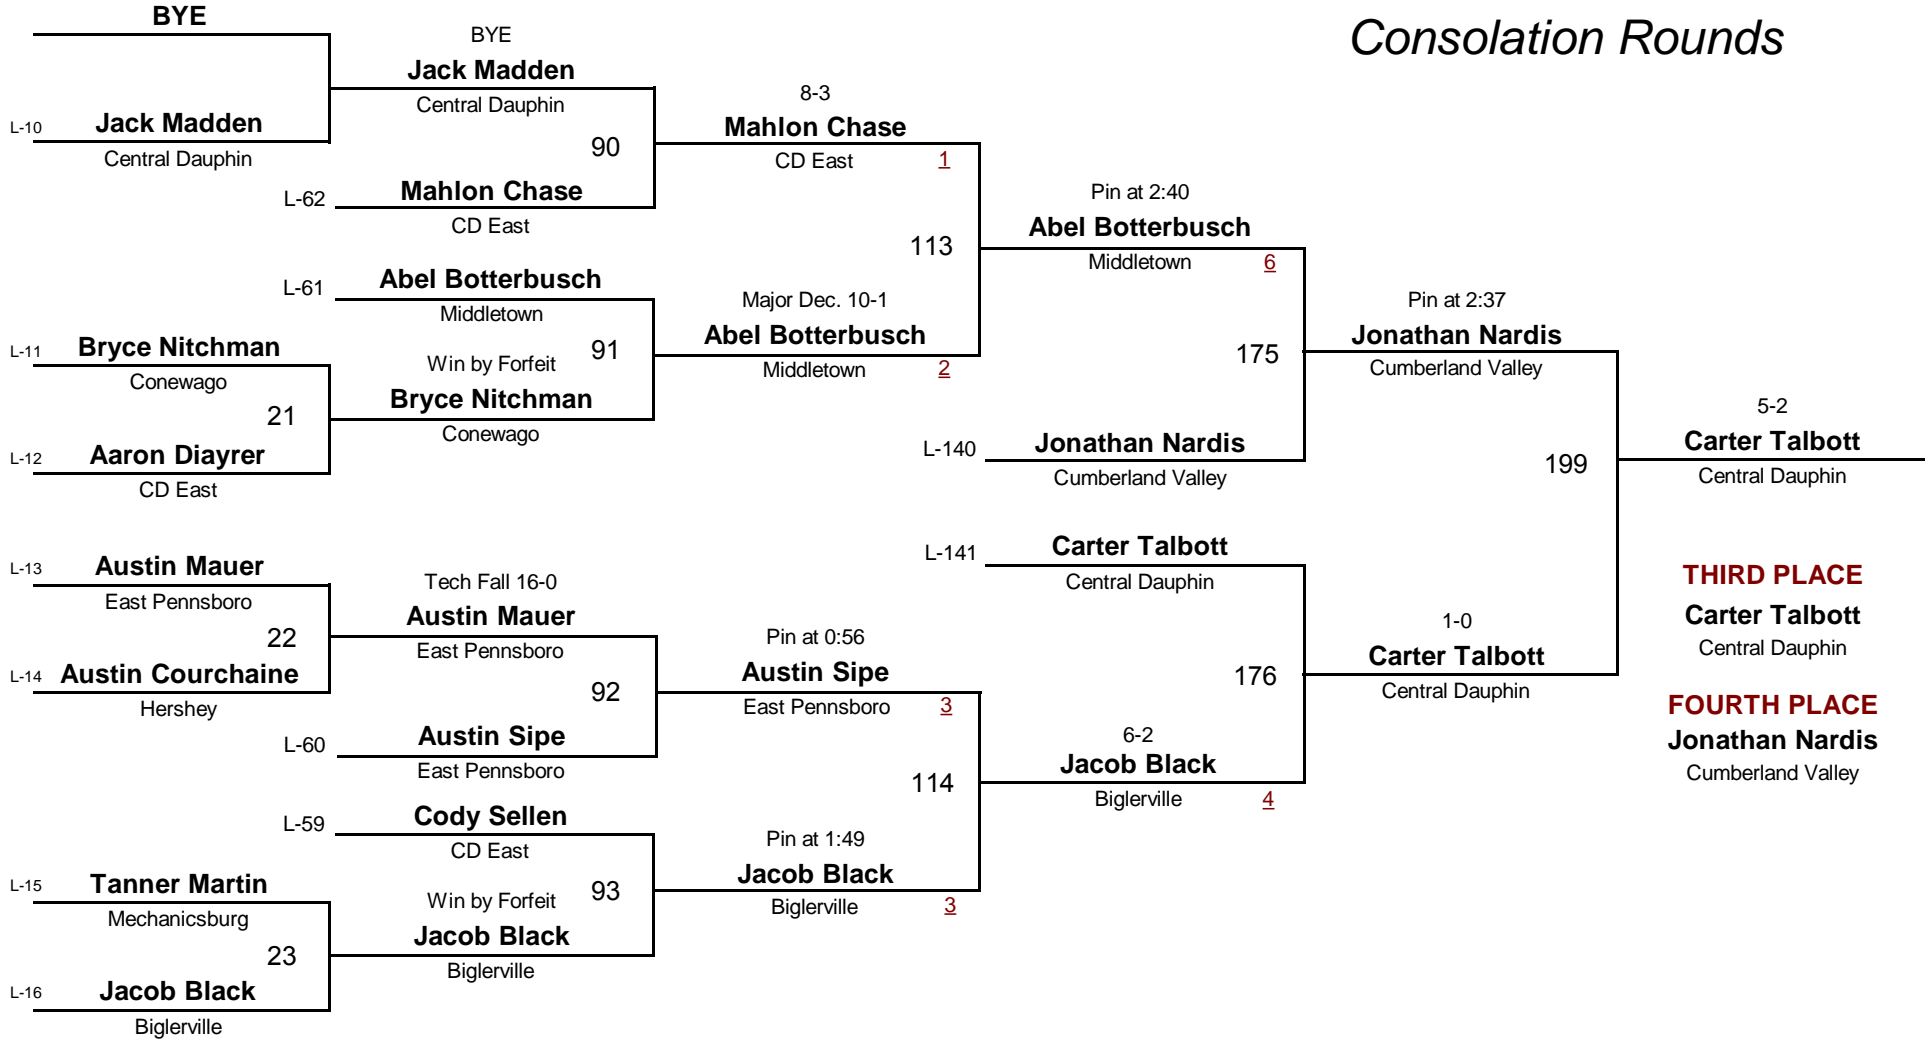 Consolation Rounds
BYE
L-10
Jack Madden
Central Dauphin
L-11
Bryce Nitchman
Conewago
21
L-12
Aaron Diayrer
CD East
L-13
Austin Mauer
East Pennsboro
22
L-14
Austin Courchaine
Hershey
L-15
Tanner Martin
Mechanicsburg
23
L-16
Jacob Black
Biglerville
BYE
Jack Madden
Central Dauphin
90
L-62
Mahlon Chase
CD East
L-61
Abel Botterbusch
Middletown
91
Win by Forfeit
Bryce Nitchman
Conewago
Tech Fall 16-0
Austin Mauer
East Pennsboro
92
L-60
Austin Sipe
East Pennsboro
L-59
Cody Sellen
CD East
93
Win by Forfeit
Jacob Black
Biglerville
8-3
Mahlon Chase
CD East
1
113
Major Dec. 10-1
Abel Botterbusch
Middletown
2
Pin at 0:56
Austin Sipe
East Pennsboro
3
114
Pin at 1:49
Jacob Black
Biglerville
3
Pin at 2:40
Abel Botterbusch
Middletown
6
175
L-140
Jonathan Nardis
Cumberland Valley
L-141
Carter Talbott
Central Dauphin
176
6-2
Jacob Black
Biglerville
4
Pin at 2:37
Jonathan Nardis
Cumberland Valley
199
1-0
Carter Talbott
Central Dauphin
5-2
Carter Talbott
Central Dauphin
THIRD PLACE
Carter Talbott
Central Dauphin
FOURTH PLACE
Jonathan Nardis
Cumberland Valley